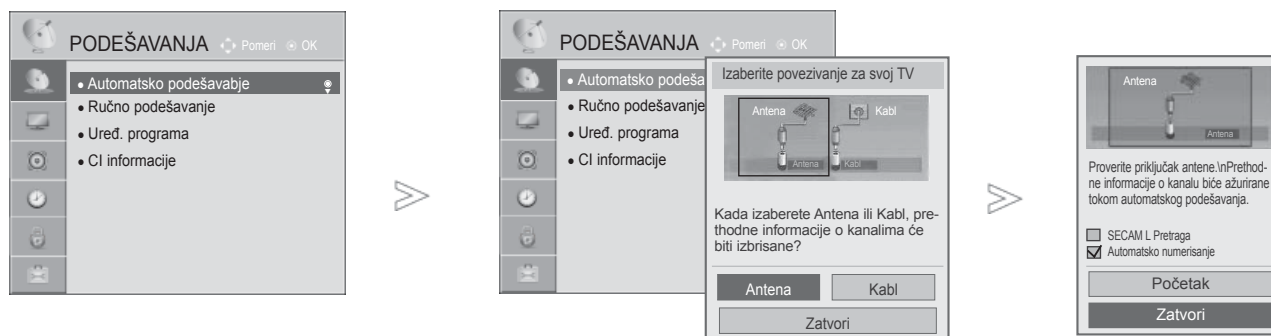 PODEŠAVANJA Pomeri OK
• Automatsko podešavabje
• Ručno podešavanje
• Uređ. programa
• CI informacije
>
PODEŠAVANJA Pomeri OK
• Automatsko podeša
• Ručno podešavanje
• Uređ. programa
• CI informacije
Izaberite povezivanje za svoj TV
Antena Kabl
Antena Kabl
Kada izaberete Antena ili Kabl, pre-
thodne informacije o kanalima će
biti izbrisane?
Antena Kabl
Zatvori
>
Antena
Antena
Proverite priključak antene.\nPrethod-
ne informacije o kanalu biće ažurirane
tokom automatskog podešavanja.
SECAM L Pretraga
Automatsko numerisanje
Početak
Zatvori